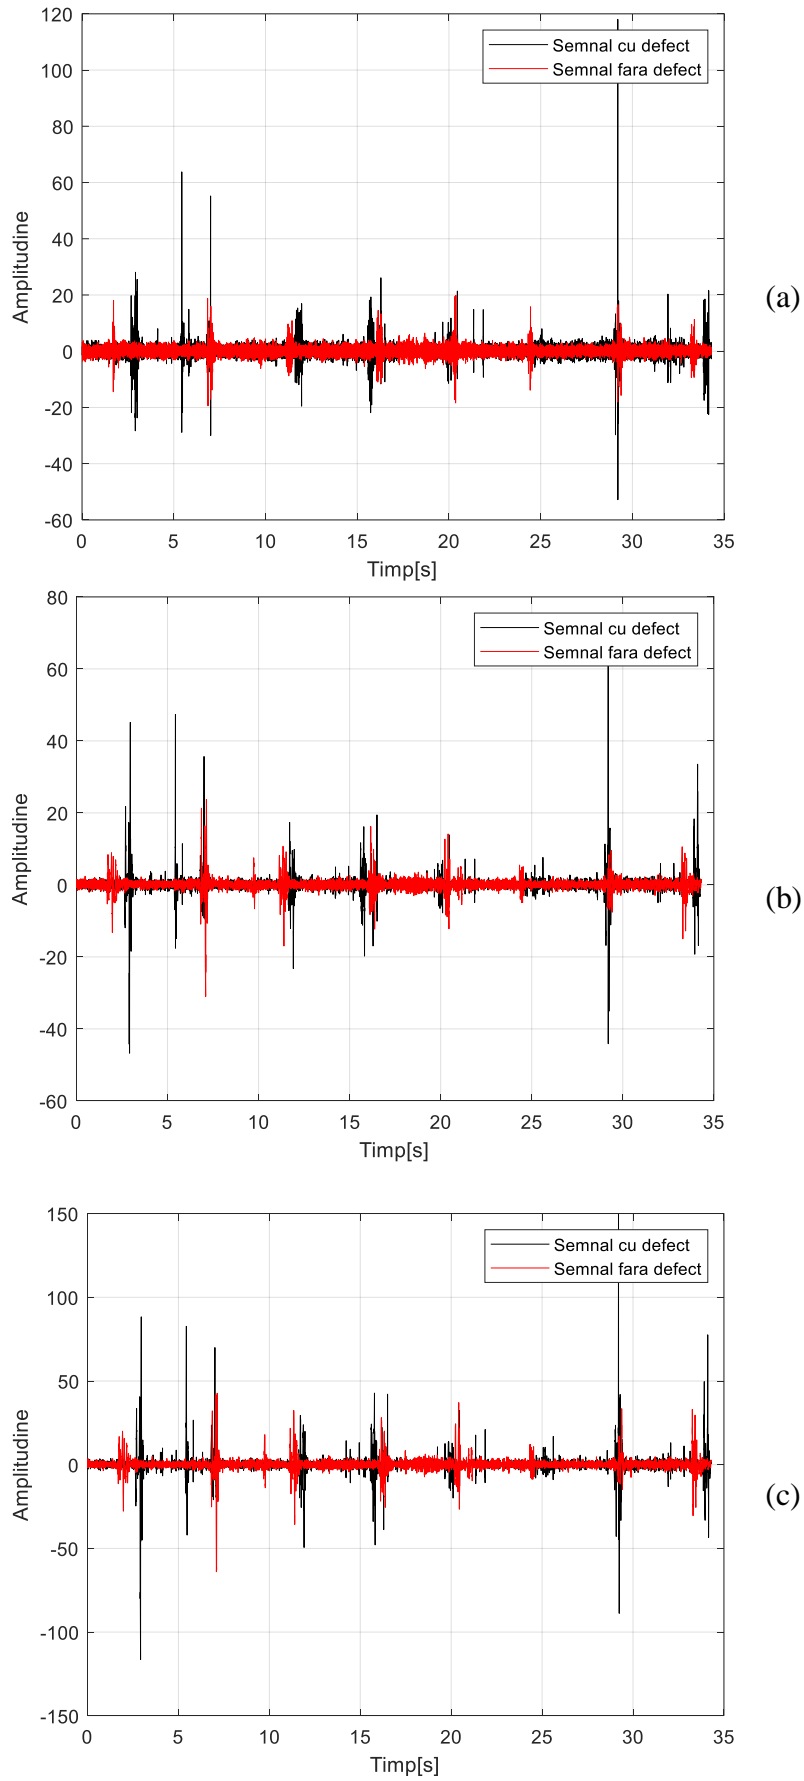 120
100
80
60
40
20
0
-20
-40
-60
0 5 10 15 20 25 30 35
Amplitudine
Timp[s]
Semnal cu defect
Semnal fara defect
(a)
80
60
40
20
0
-20
-40
-60
0 5 10 15 20 25 30 35
Amplitudine
Timp[s]
Semnal cu defect
Semnal fara defect
(b)
150
100
50
0
-50
-100
-150
0 5 10 15 20 25 30 35
Amplitudine
Timp[s]
Semnal cu defect
Semnal fara defect
(c)